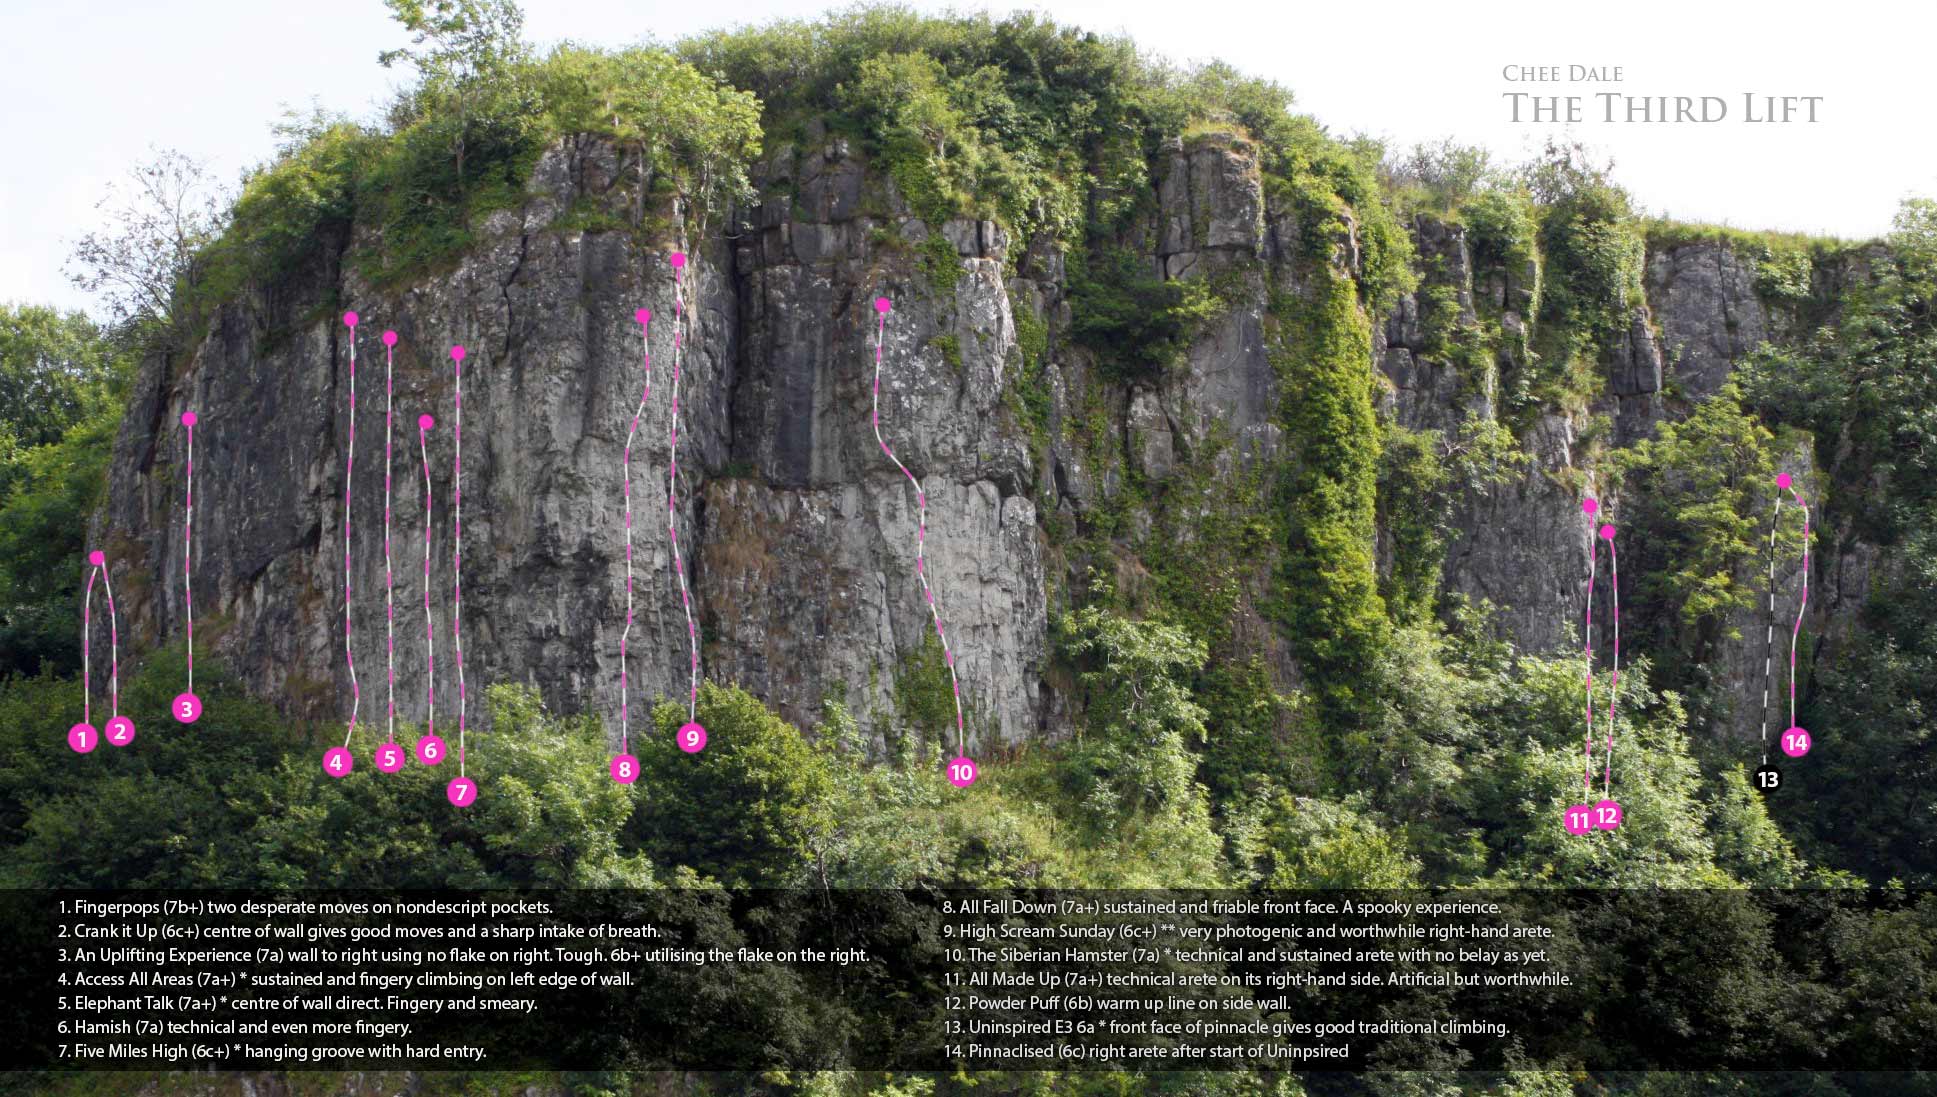 CHEE DALE
THE THIRD LIFT
1
2
3
4
5
6
7
8
9
10
11
12
13
14
1. Fingerpops (7b+) two desperate moves on nondescript pockets.
2. Crank it Up (6c+) centre of wall gives good moves and a sharp intake of breath.
3. An Uplifting Experience (7a) wall to right using no flake on right. Tough. 6b+ utilising the flake on the right.
4. Access All Areas (7a+) * sustained and fingery climbing on left edge of wall.
5. Elephant Talk (7a+) * centre of wall direct. Fingery and smeary.
6. Hamish (7a) technical and even more fingery.
7. Five Miles High (6c+) * hanging groove with hard entry.
8. All Fall Down (7a+) sustained and friable front face. A spooky experience.
9. High Scream Sunday (6c+) ** very photogenic and worthwhile right-hand arete.
10. The Siberian Hamster (7a) * technical and sustained arete with no belay as yet.
11. All Made Up (7a+) technical arete on its right-hand side. Artificial but worthwhile.
12. Powder Puff (6b) warm up line on side wall.
13. Uninspired E3 6a * front face of pinnacle gives good traditional climbing.
14. Pinnaclised (6c) right arete after start of Uninpsired